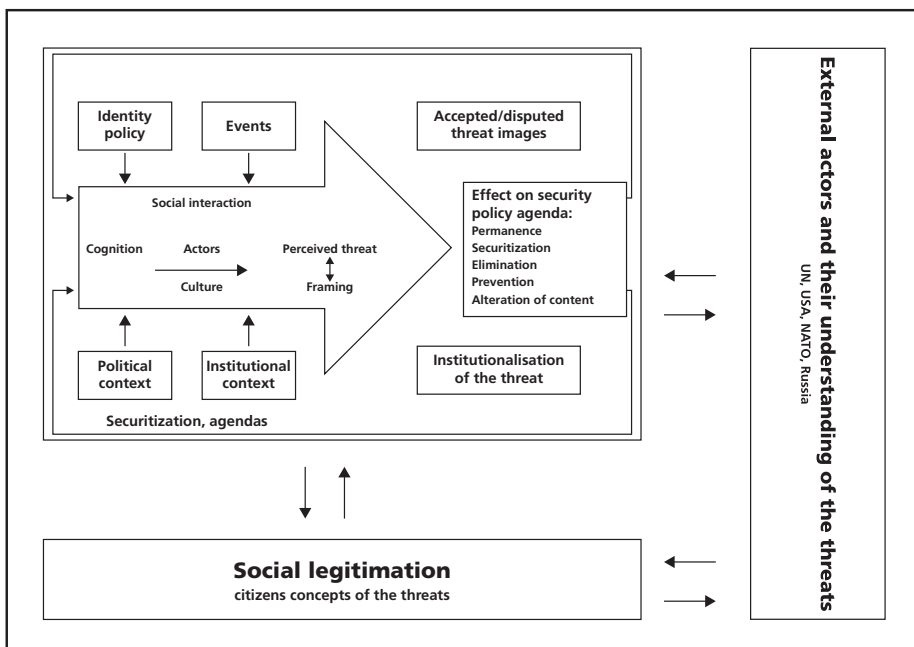 Identity
policy
Events
Accepted/disputed
threat images
Social interaction
Cognition
Actors
Culture
Perceived threat
Framing
Effect on security
policy agenda:
Permanence
Securitization
Elimination
Prevention
Alteration of content
Political
context
Institutional
context
Institutionalisation
of the threat
Securitization, agendas
Social legitimation
citizens concepts of the threats
External actors and their understanding of the threats
UN, USA, NATO, Russia